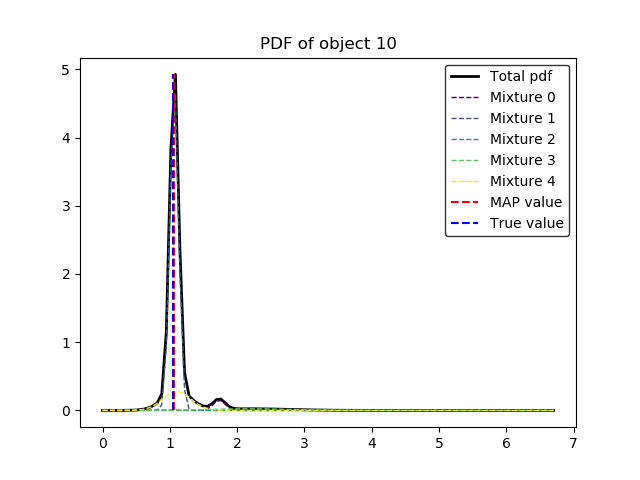 PDF of object 10
Total pdf
Mixture 0
Mixture 1
Mixture 2
Mixture 3
Mixture 4
MAP value
True value
5
4
3
2
1
0
0 1 2 3 4 5 6 7